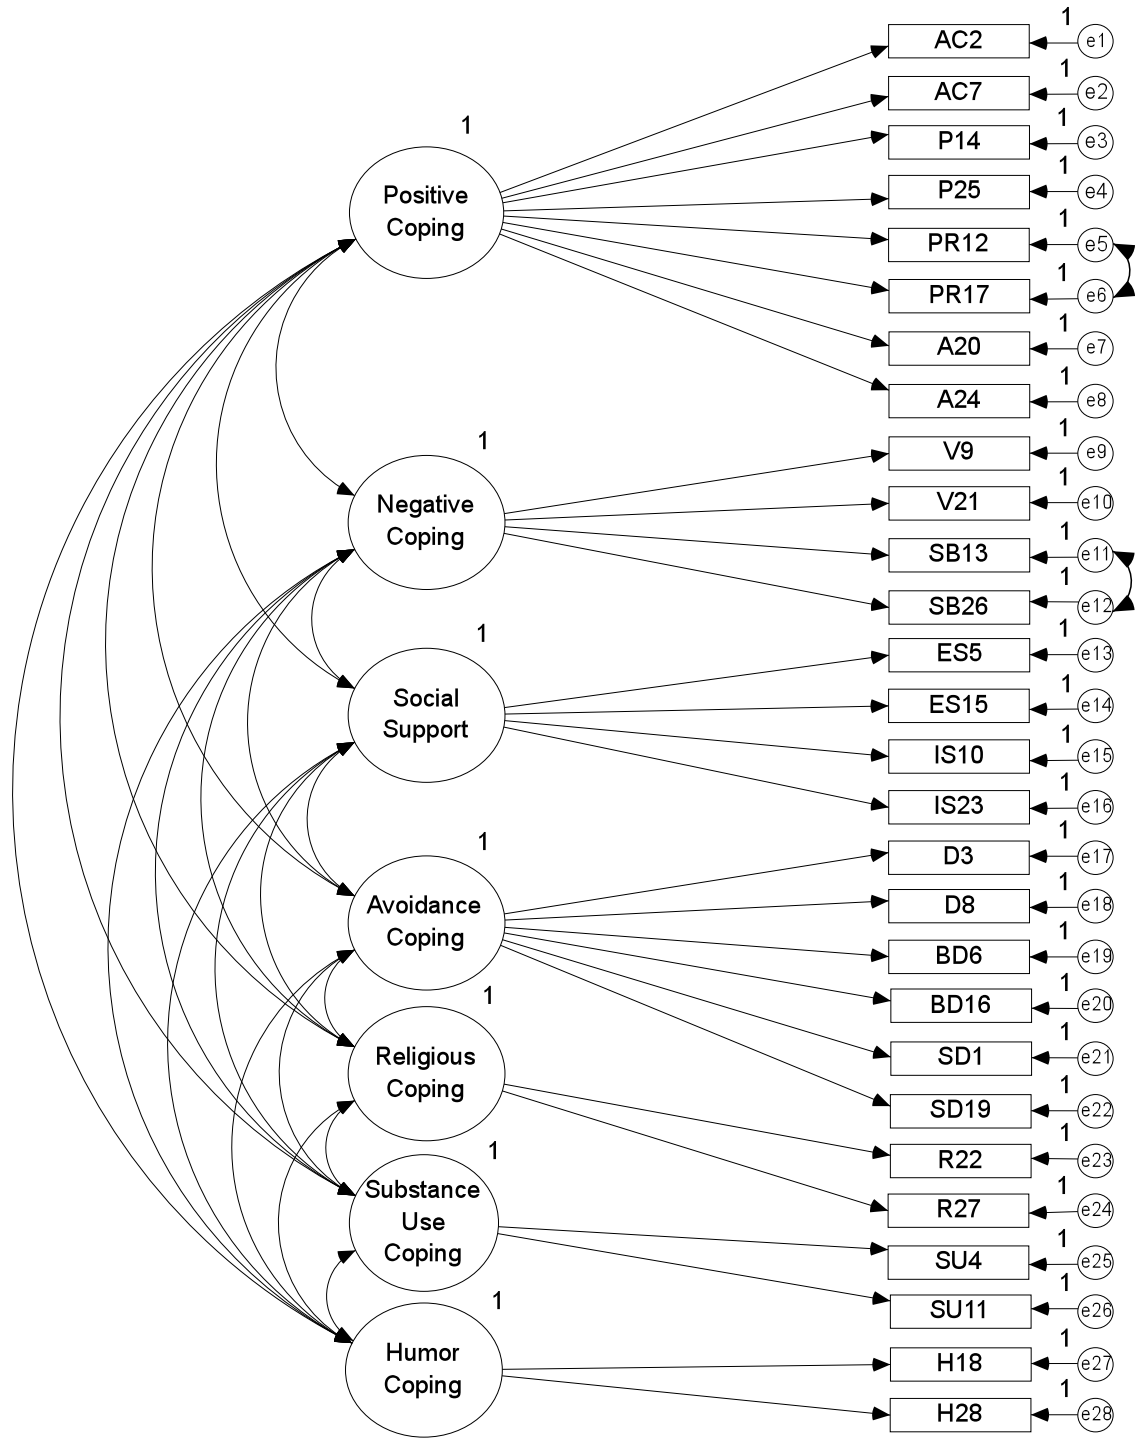 1
AC2
e1
1
AC7
e2
1
P14
e3
1
P25
e4
1
PR12
e5
1
PR17
e6
1
A20
e7
1
A24
e8
1
Positive
Coping
1
V9
e9
1
V21
e10
1
SB13
e11
1
SB26
e12
1
Negative
Coping
1
ES5
e13
1
ES15
e14
1
IS10
e15
1
IS23
e16
1
Social
Support
1
D3
e17
1
D8
e18
1
BD6
e19
1
BD16
e20
1
SD1
e21
1
SD19
e22
1
Avoidance
Coping
1
R22
e23
1
R27
e24
1
Religious
Coping
1
SU4
e25
1
SU11
e26
1
Substance
Use
Coping
1
H18
e27
1
H28
e28
1
Humor
Coping